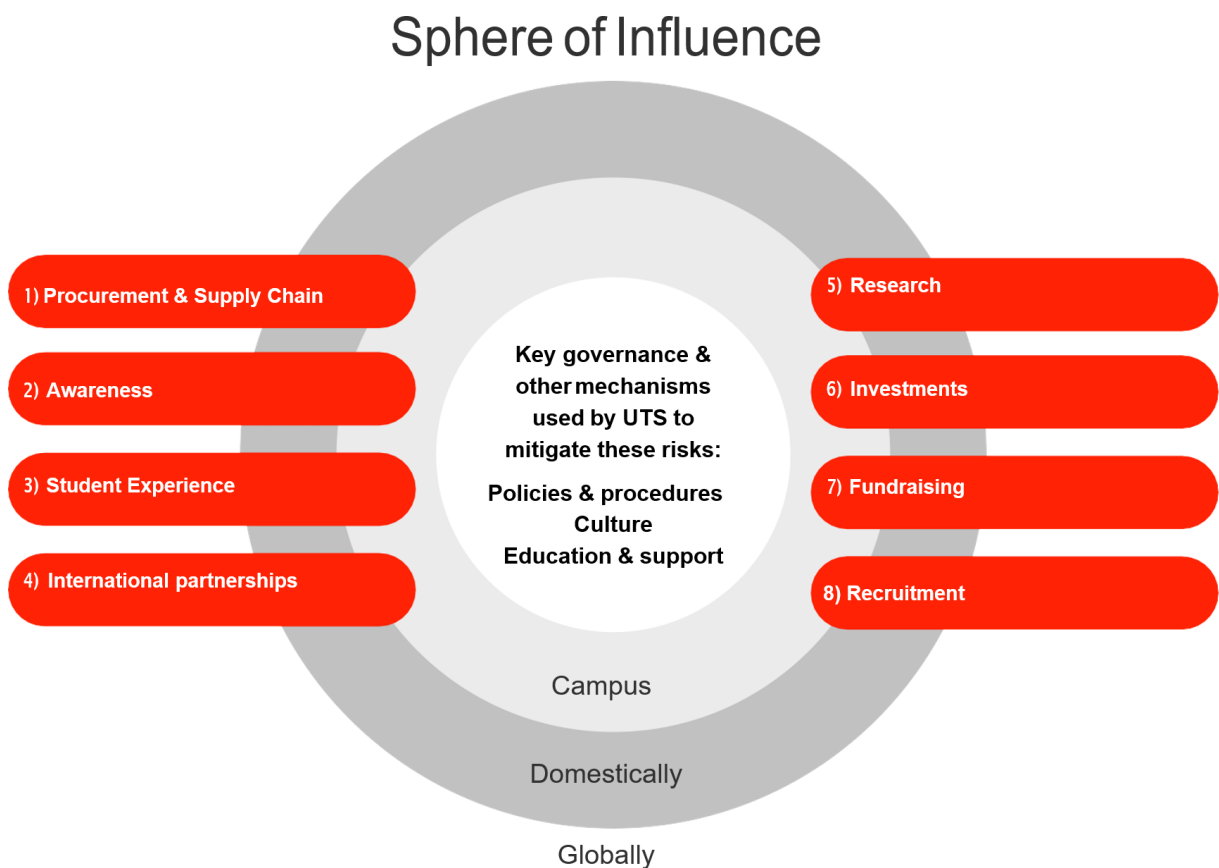 Sphere of Influence
1) Procurement & Supply Chain
2) Awareness
3) Student Experience
4) International partnerships
Key governance &
other mechanisms
used by UTS to
mitigate these risks:
Policies & procedures
Culture
Education & support
5) Research
6) Investments
7) Fundraising
8) Recruitment
Campus
Domestically
Globally